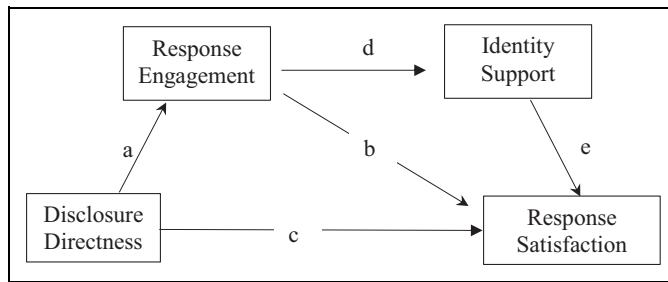 Response
Engagement
d
Identity
Support
a
b
e
Disclosure
Directness
c
Response
Satisfaction